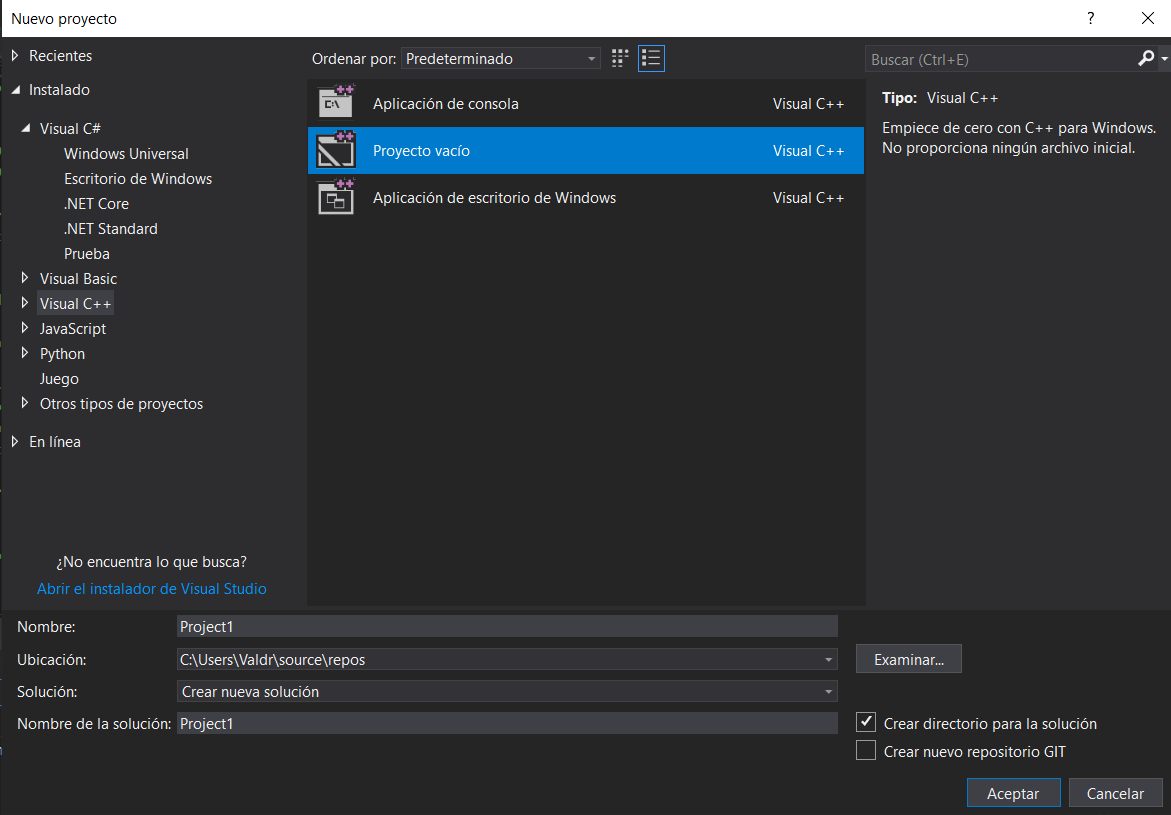 Nuevo proyecto
?
Recientes
Instalado
Visual C#
Windows Universal
Escritorio de Windows
.NET Core
.NET Standard
Prueba
Visual Basic
Visual C++
JavaScript
Python
Juego
Otros tipos de proyectos
En línea
¿No encuentra lo que busca?
Abrir el instalador de Visual Studio
Ordenar por: Predeterminado
Aplicación de consola Visual C++
Proyecto vacío Visual C++
Aplicación de escritorio de Windows Visual C++
Buscar (Ctrl+E)
Tipo: Visual C++
Empiece de cero con C++ para Windows.
No proporciona ningún archivo inicial.
Nombre: Project1
Ubicación: C:\Users\Valdr\source\repos Examinar...
Solución: Crear nueva solución
Nombre de la solución: Project1
Crear directorio para la solución
Crear nuevo repositorio GIT
Aceptar Cancelar